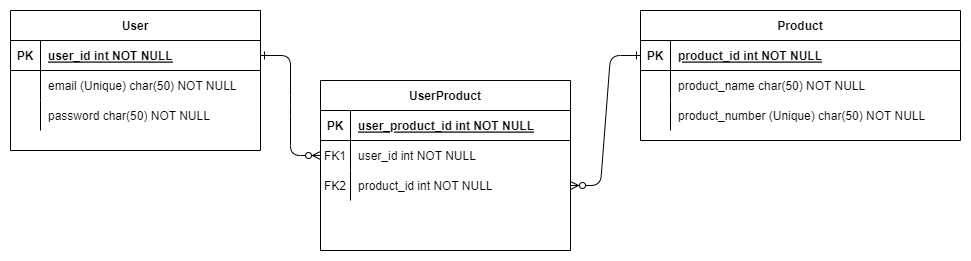 User
PK user_id int NOT NULL
email (Unique) char(50) NOT NULL
password char(50) NOT NULL
UserProduct
PK user_product_id int NOT NULL
FK1 user_id int NOT NULL
FK2 product_id int NOT NULL
Product
PK product_id int NOT NULL
product_name char(50) NOT NULL
product_number (Unique) char(50) NOT NULL